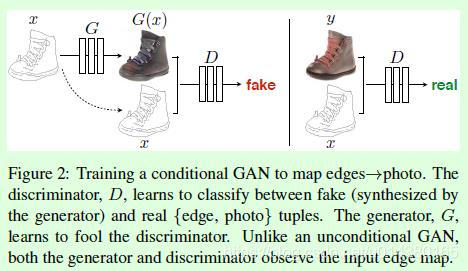 x
G
G(x)
D
fake
x
y
D
real
x
Figure 2: Training a conditional GAN to map edges→photo. The
discriminator, D, learns to classify between fake (synthesized by
the generator) and real {edge, photo} tuples. The generator, G,
learns to fool the discriminator. Unlike an unconditional GAN,
both the generator and discriminator observe the input edge map.